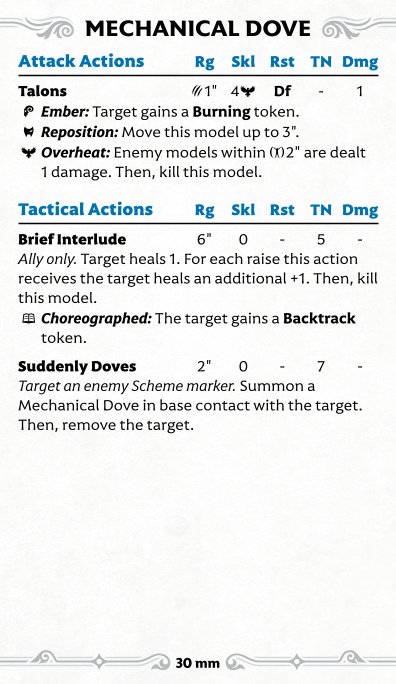 MECHANICAL DOVE
Attack Actions Rg Skl Rst TN Dmg
Talons 1" 4 Df - 1
Ember: Target gains a Burning token.
Reposition: Move this model up to 3".
Overheat: Enemy models within 2" are dealt
1 damage. Then, kill this model.
Tactical Actions Rg Skl Rst TN Dmg
Brief Interlude 6" 0 - 5 -
Ally only. Target heals 1. For each raise this action
receives the target heals an additional +1. Then, kill
this model.
Choreographed: The target gains a Backtrack
token.
Suddenly Doves 2" 0 - 7 -
Target an enemy Scheme marker. Summon a
Mechanical Dove in base contact with the target.
Then, remove the target.
30 mm